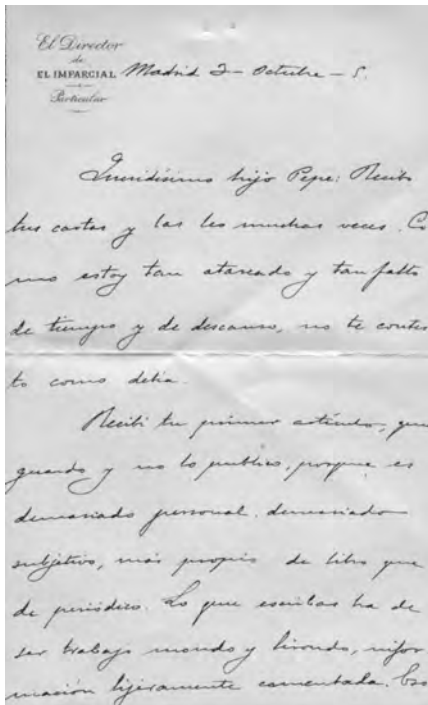 El Director
de
EL IMPARCIAL
Particular
Madrid 2 - Octubre - 5.
Queridísimo hijo Pepe: Recibo
tus cartas y las leo muchas veces. Co
mo estoy tan atareado y tan falto
de tiempo y de descanso, no te contes
to como debia.
Recibi tu primer artículo, que
guardo y no lo publico, porque es
demasiado personal, demasiado
subjetivo, más propio de libro que
de periódico. Lo que escribas ha de
ser trabajo mondo y lirondo, infor
mación lijeramente comentada. Eso